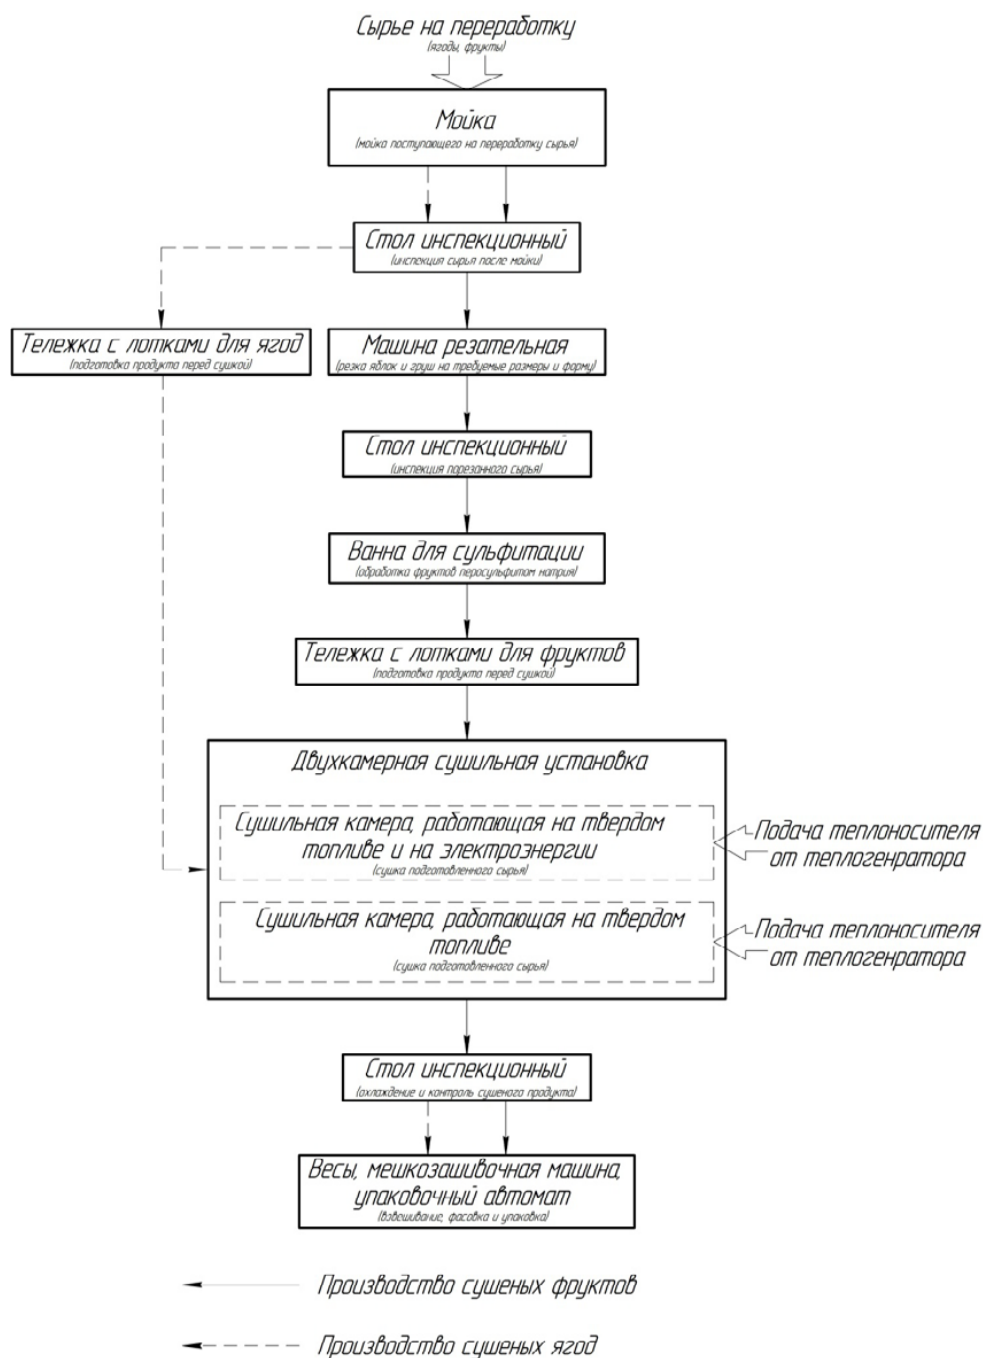 Сырье на переработку
(ягоды, фрукты)
Мойка
(мойка поступающего на переработку сырья)
Стол инспекционный
(инспекция сырья после мойки)
Тележка с лотками для ягод
(подготовка продукта перед сушкой)
Машина резательная
(резка яблок и груш на требуемые размеры и форму)
Стол инспекционный
(инспекция порезанного сырья)
Ванна для сульфитации
(обработка фруктов перосульфитом натрия)
Тележка с лотками для фруктов
(подготовка продукта перед сушкой)
Двухкамерная сушильная установка
Сушильная камера, работающая на твердом
топливе и на электроэнергии
(сушка подготовленного сырья)
Подача теплоносителя
от теплогенратора
Сушильная камера, работающая на твердом
топливе
(сушка подготовленного сырья)
Подача теплоносителя
от теплогенратора
Стол инспекционный
(охлаждение и контроль сушеного продукта)
Весы, мешкозашивочная машина,
упаковочный автомат
(взвешивание, фасовка и упаковка)
Производство сушеных фруктов
Производство сушеных ягод